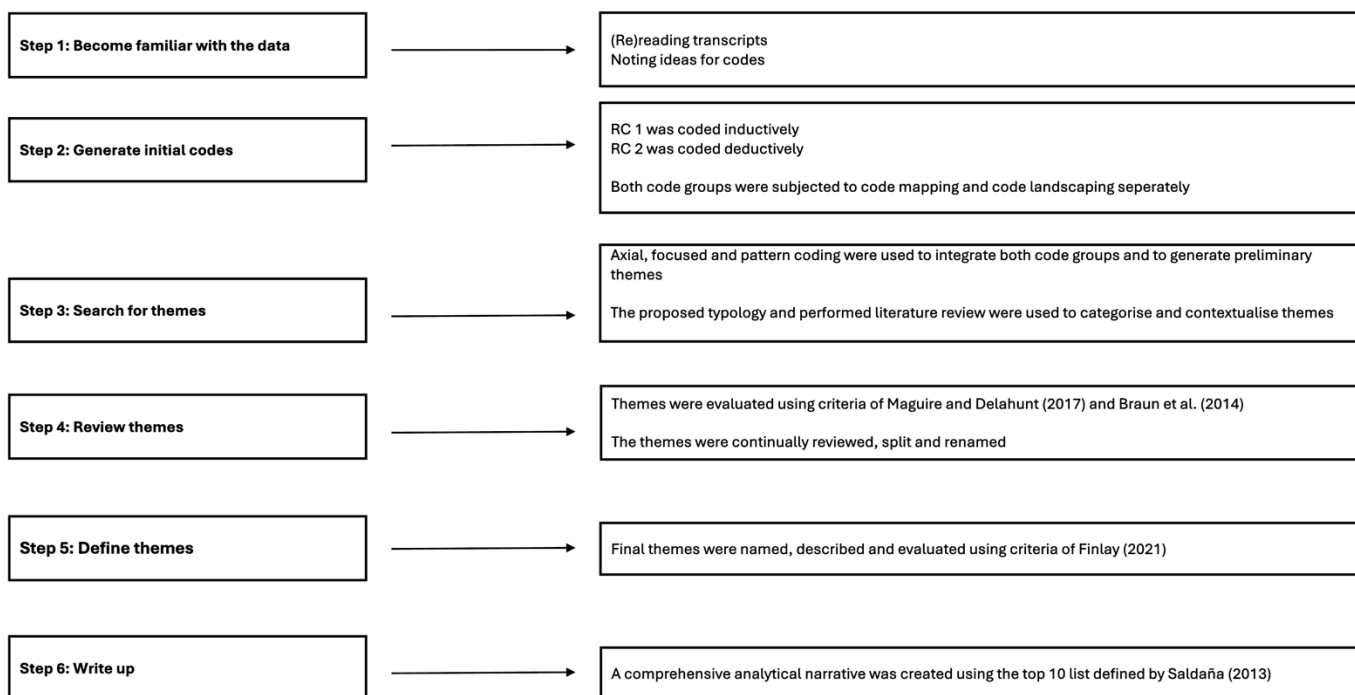 Step 1: Become familiar with the data
(Re)reading transcripts
Noting ideas for codes
Step 2: Generate initial codes
RC 1 was coded inductively
RC 2 was coded deductively
Both code groups were subjected to code mapping and code landscaping seperately
Step 3: Search for themes
Axial, focused and pattern coding were used to integrate both code groups and to generate preliminary
themes
The proposed typology and performed literature review were used to categorise and contextualise themes
Step 4: Review themes
Themes were evaluated using criteria of Maguire and Delahunt (2017) and Braun et al. (2014)
The themes were continually reviewed, split and renamed
Step 5: Define themes
Final themes were named, described and evaluated using criteria of Finlay (2021)
Step 6: Write up
A comprehensive analytical narrative was created using the top 10 list defined by Saldaña (2013)